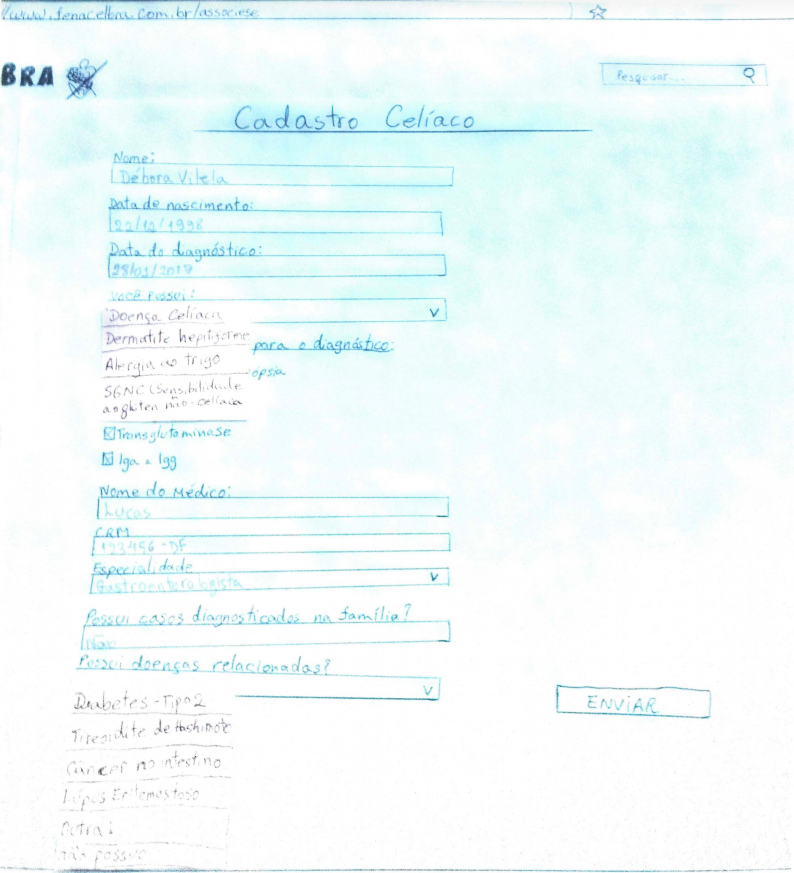 /www.fenacelbra.com.br/associese
BRA
Pesquisar...
Cadastro Celíaco
Nome:
Débora Vilela
Data de nascimento:
22/12/1998
Data do diagnóstico:
28/01/2017
Você Possui:
Doença Celíaca
Dermatite hepitiforme
para o diagnóstico:
Alergia ao trigo
ópsia
SGNC (Sensibilidade
ao glúten não-celíaca
Transglutaminase
Iga e Igg
Nome do Médico:
Lucas
CRM
123456-DF
Especialidade
Gastroenterologista
Possui casos diagnosticados na família?
Não
Possui doenças relacionadas?
Diabetes - Tipo 2
ENVIAR
Tireoidite de Hashimoto
Câncer no intestino
Lúpus Eritematoso
Outra:
não possuo